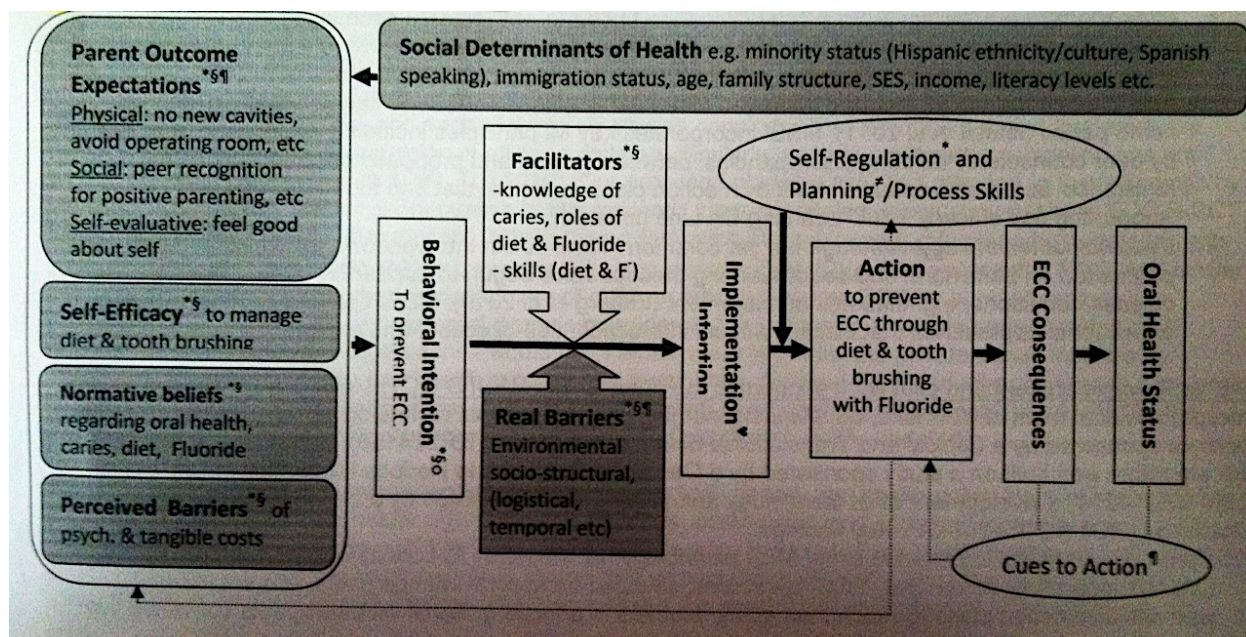 Parent Outcome
Expectations*§¶
Physical: no new cavities,
avoid operating room, etc
Social: peer recognition
for positive parenting, etc
Self-evaluative: feel good
about self
Self-Efficacy*§ to manage
diet & tooth brushing
Normative beliefs*§
regarding oral health,
caries, diet, Fluoride
Perceived Barriers*§ of
psych. & tangible costs
Social Determinants of Health e.g. minority status (Hispanic ethnicity/culture, Spanish
speaking), immigration status, age, family structure, SES, income, literacy levels etc.
Behavioral Intention*§o
To prevent ECC
Facilitators*§
-knowledge of
caries, roles of
diet & Fluoride
- skills (diet & F-)
Real Barriers*§¶
Environmental
socio-structural,
(logistical,
temporal etc)
Implementation♥
Intention
Self-Regulation* and
Planning≠/Process Skills
Action
to prevent
ECC through
diet & tooth
brushing
with Fluoride
ECC Consequences
Oral Health Status
Cues to Action¶